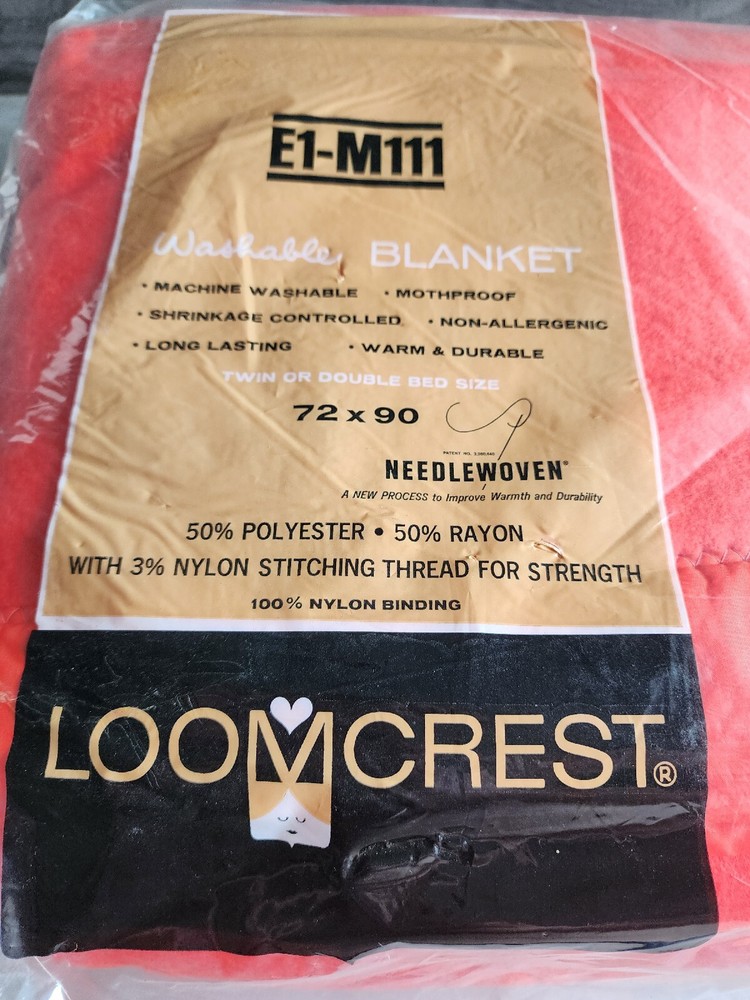 E1-M111
Washable BLANKET
• MACHINE WASHABLE • MOTHPROOF
• SHRINKAGE CONTROLLED • NON-ALLERGENIC
• LONG LASTING • WARM & DURABLE
TWIN OR DOUBLE BED SIZE
72 x 90
PATENT NO.
NEEDLEWOVEN®
A NEW PROCESS to Improve Warmth and Durability
50% POLYESTER • 50% RAYON
WITH 3% NYLON STITCHING THREAD FOR STRENGTH
100% NYLON BINDING
LOOMCREST®